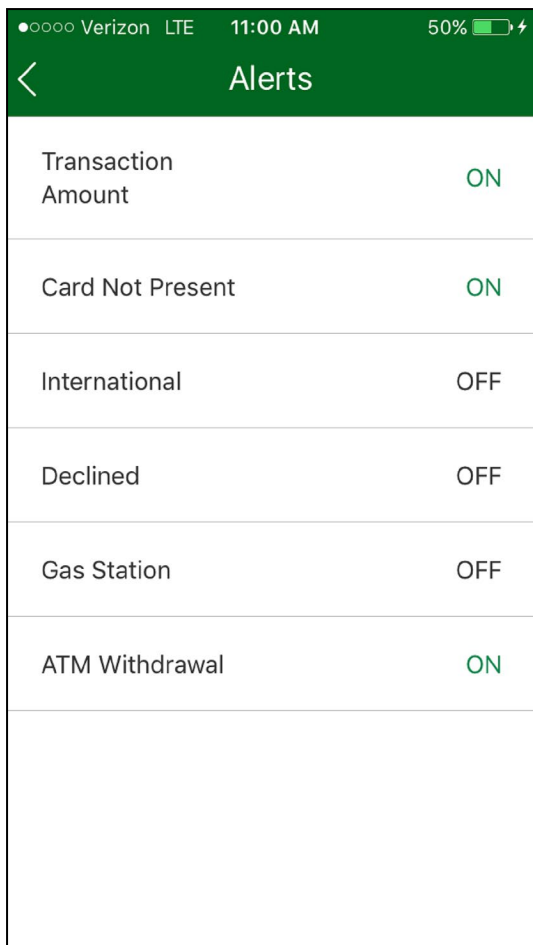 Verizon LTE 11:00 AM 50%
Alerts
Transaction
Amount
ON
Card Not Present ON
International OFF
Declined OFF
Gas Station OFF
ATM Withdrawal ON